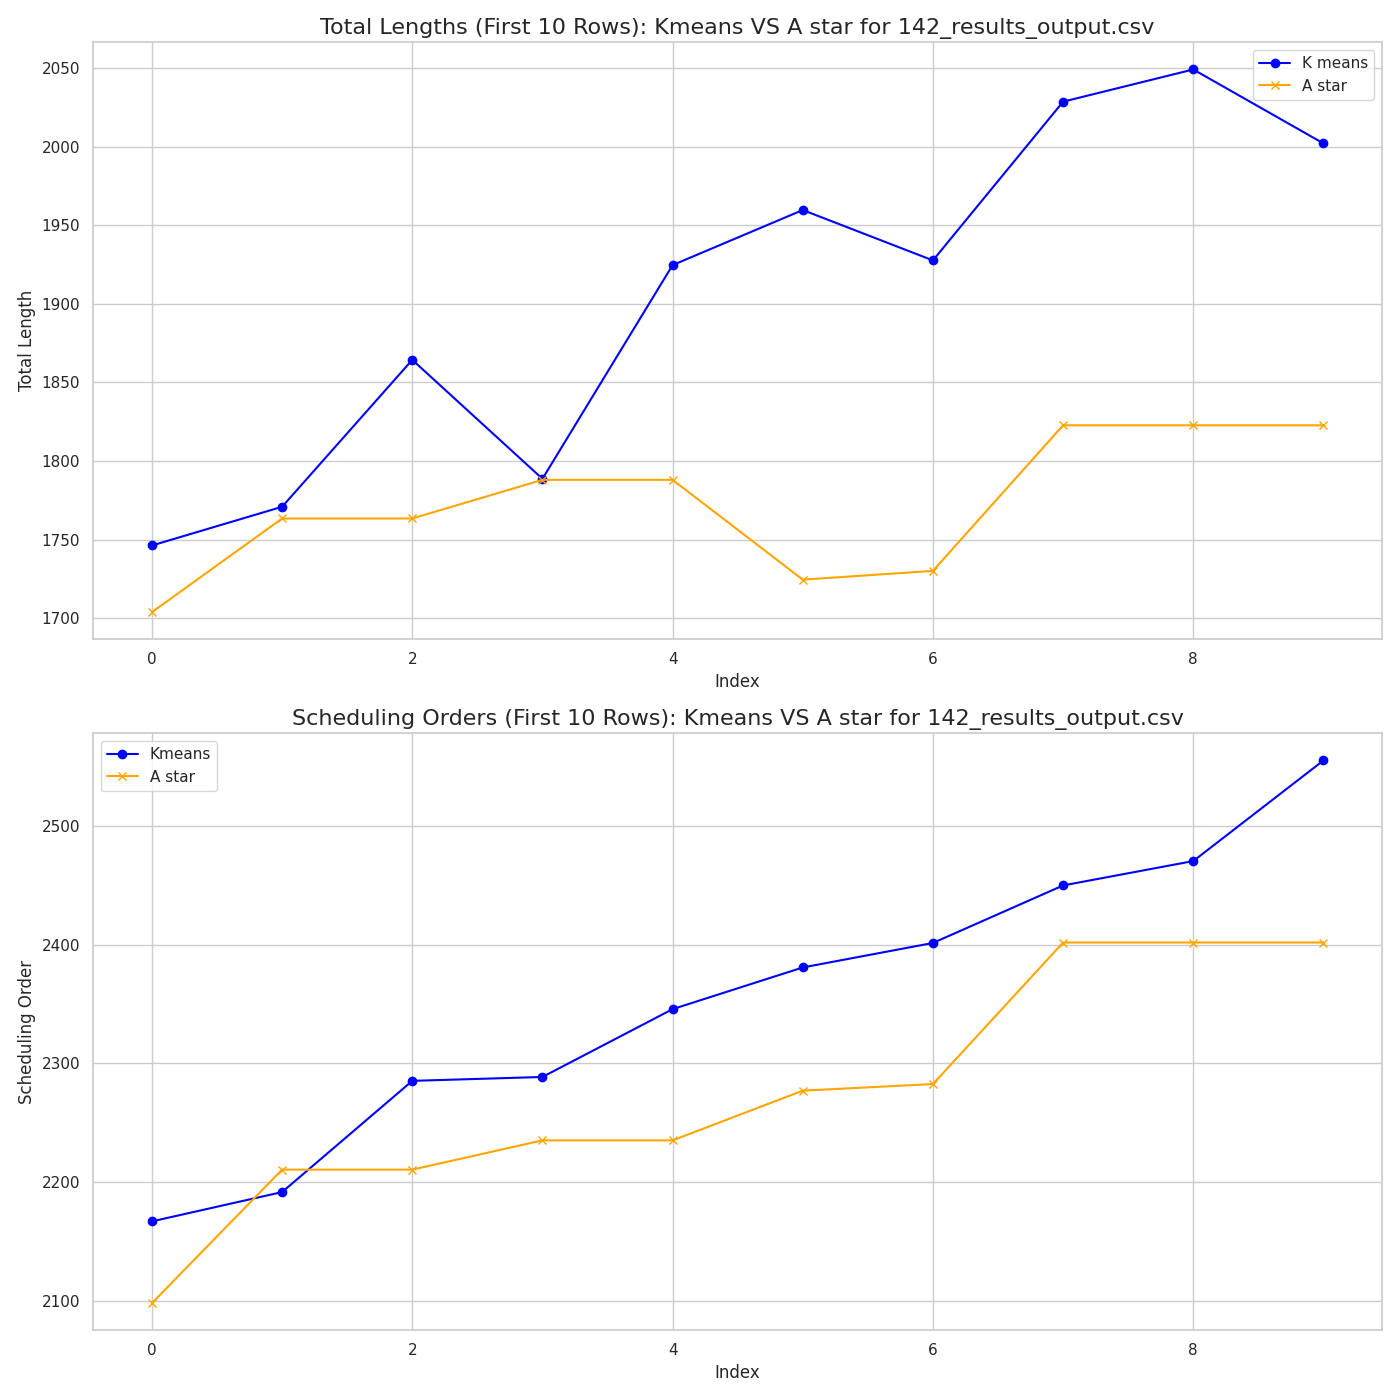 Total Lengths (First 10 Rows): Kmeans VS A star for 142_results_output.csv
K means
A star
2050
2000
1950
1900
1850
1800
1750
1700
Total Length
0 2 4 6 8
Index
Scheduling Orders (First 10 Rows): Kmeans VS A star for 142_results_output.csv
Kmeans
A star
2500
2400
2300
2200
2100
Scheduling Order
0 2 4 6 8
Index